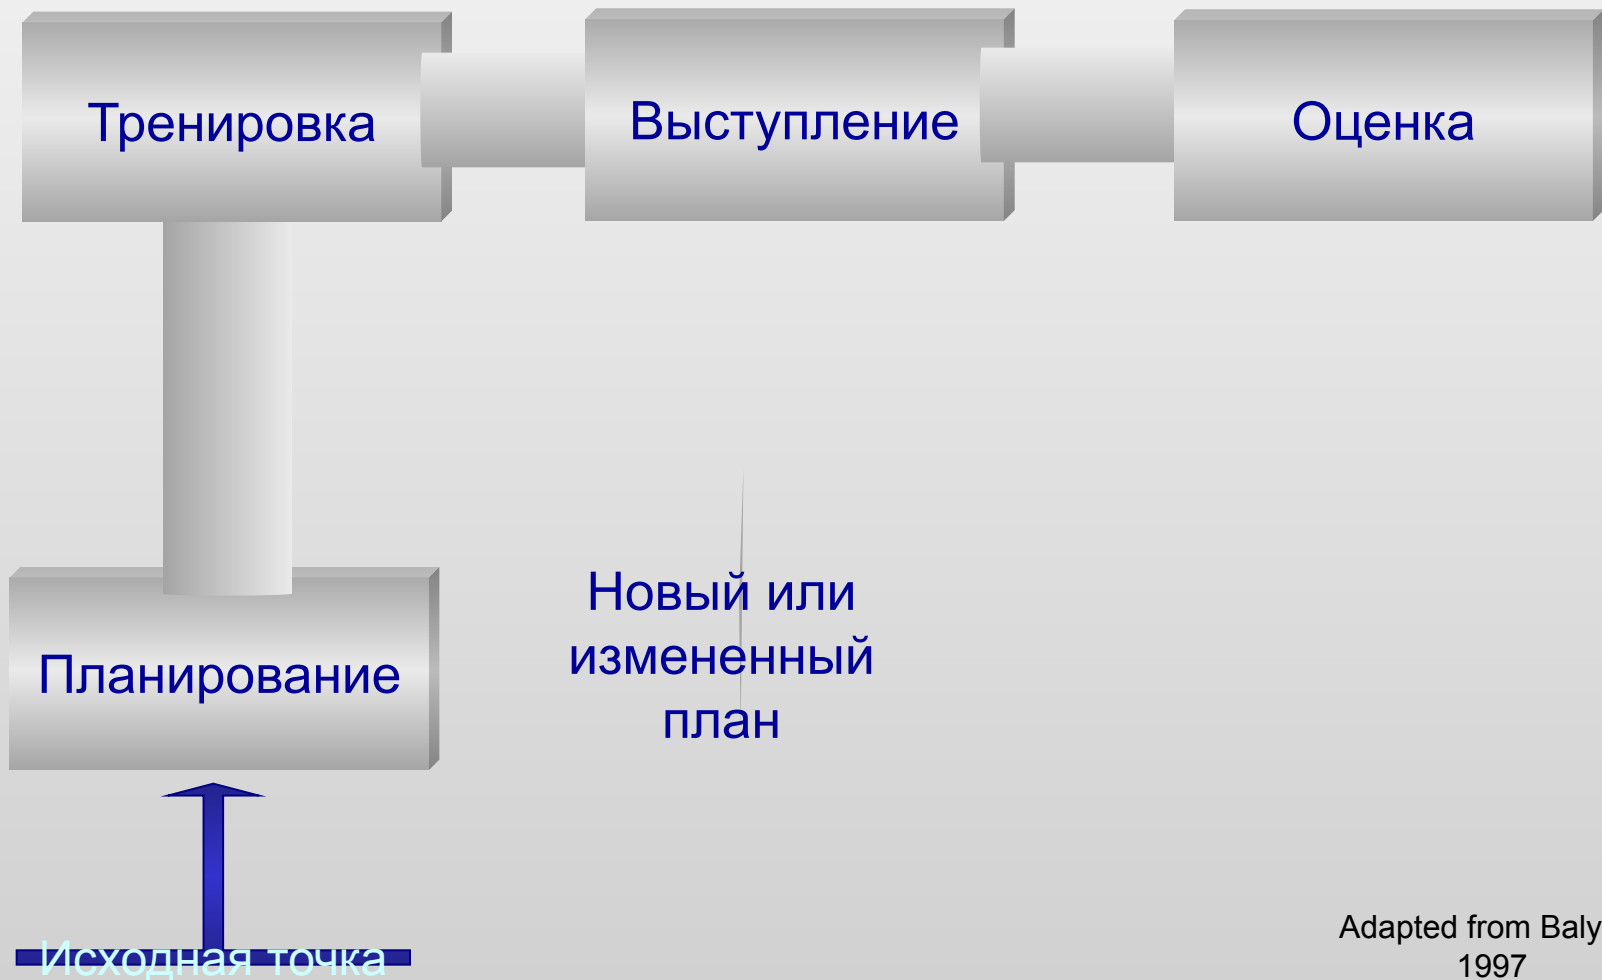 Тренировка
Выступление
Оценка
Новый или
измененный
план
Планирование
Исходная точка
Adapted from Baly
1997